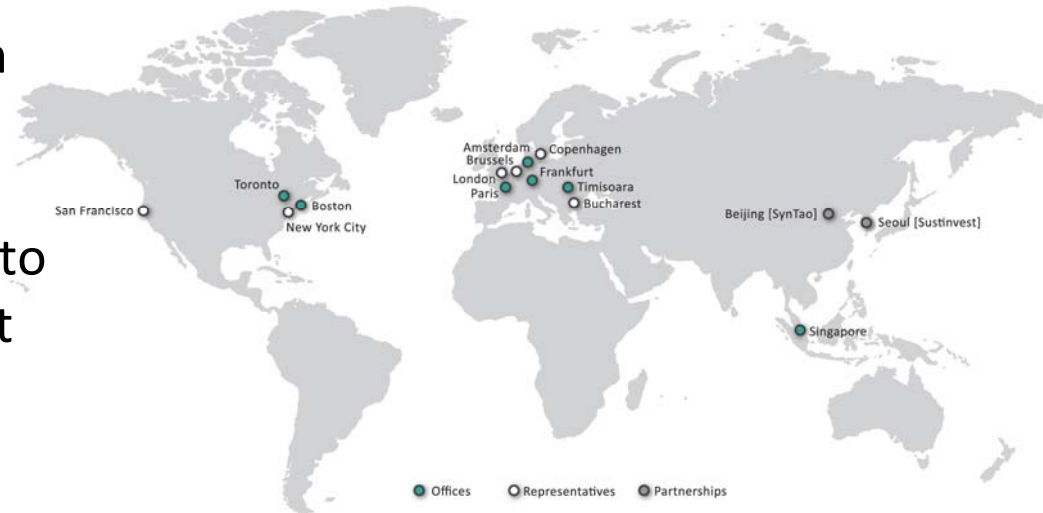 n
to
t
Amsterdam
Copenhagen
Brussels
Frankfurt
London
Timisoara
Paris
Bucharest
Toronto
Boston
San Francisco
New York City
Beijing [SynTao]
Seoul [Sustinvest]
Singapore
Offices
Representatives
Partnerships